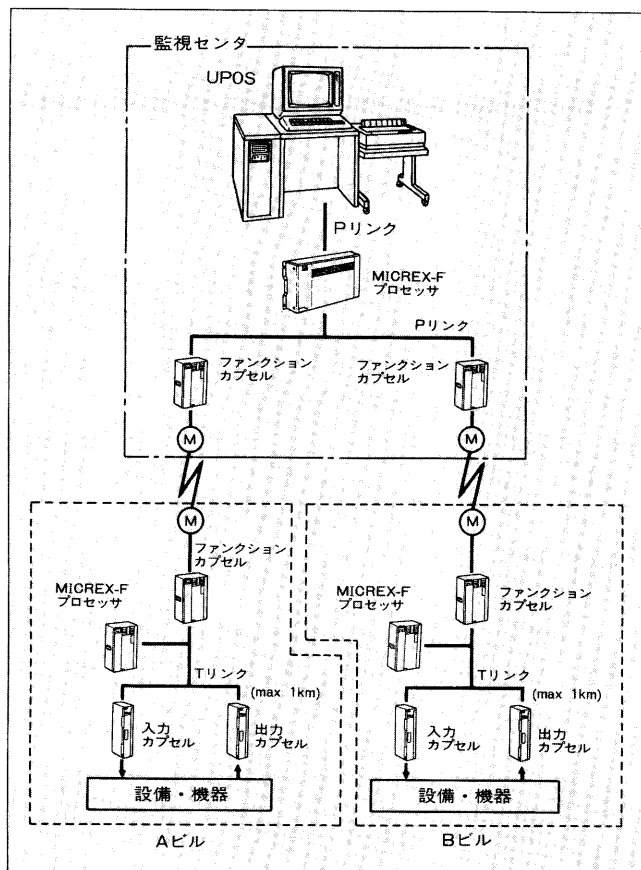 監視センタ
UPOS
Pリンク
MICREX-F
プロセッサ
Pリンク
ファンクション
カプセル
ファンクション
カプセル
M
M
M
M
ファンクション
カプセル
MICREX-F
プロセッサ
Tリンク
(max 1km)
入力
カプセル
出力
カプセル
設備・機器
Aビル
ファンクション
カプセル
MICREX-F
プロセッサ
Tリンク
(max 1km)
入力
カプセル
出力
カプセル
設備・機器
Bビル